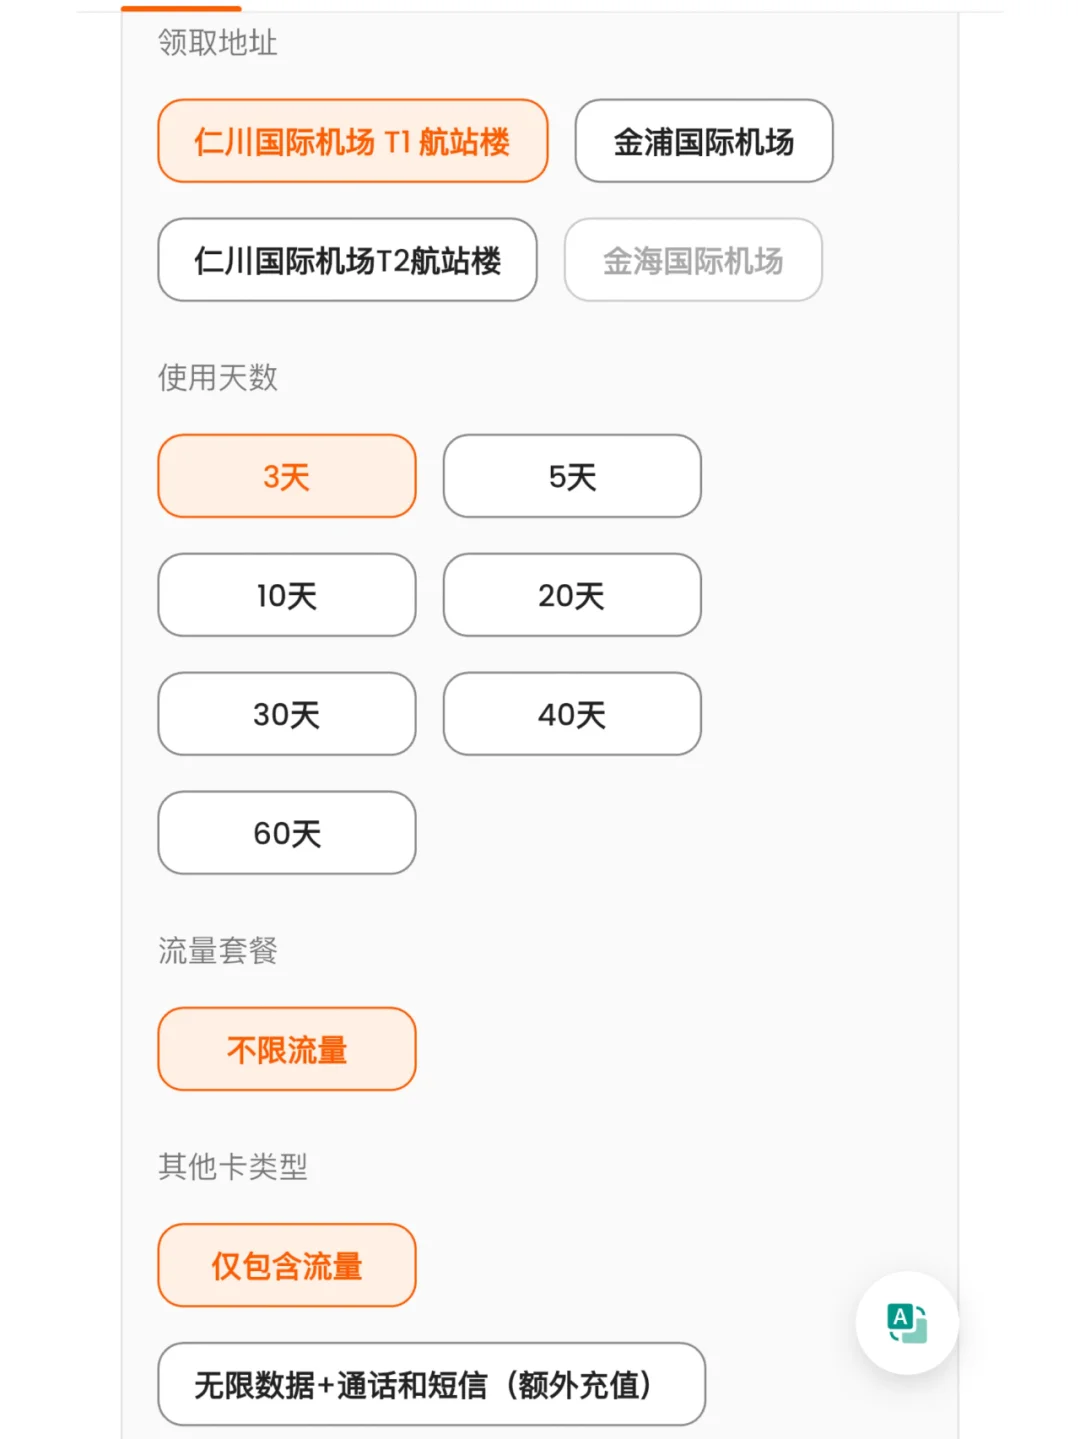 领取地址
仁川国际机场 T1 航站楼
金浦国际机场
仁川国际机场T2航站楼
金海国际机场
使用天数
3天
5天
10天
20天
30天
40天
60天
流量套餐
不限流量
其他卡类型
仅包含流量
无限数据+通话和短信（额外充值）
A